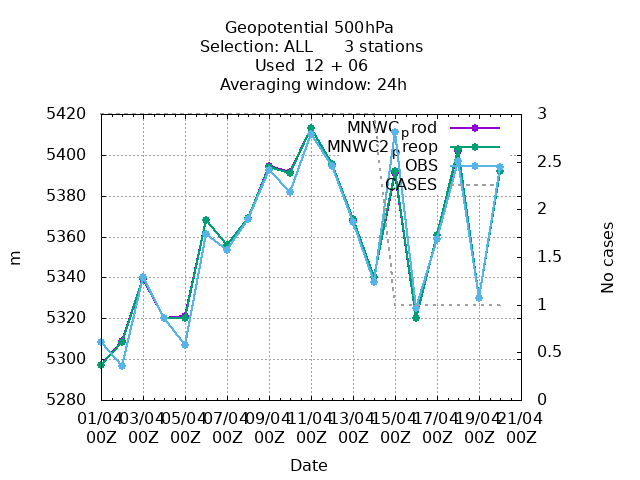 Geopotential 500hPa
Selection: ALL 3 stations
Used 12 + 06
Averaging window: 24h
5420
5400
5380
5360
5340
5320
5300
5280
m
3
2.5
2
1.5
1
0.5
0
No cases
MNWC_prod
MNWC2_preop
OBS
CASES
01/04 03/04 05/04 07/04 09/04 11/04 13/04 15/04 17/04 19/04 21/04
00Z 00Z 00Z 00Z 00Z 00Z 00Z 00Z 00Z 00Z 00Z
Date